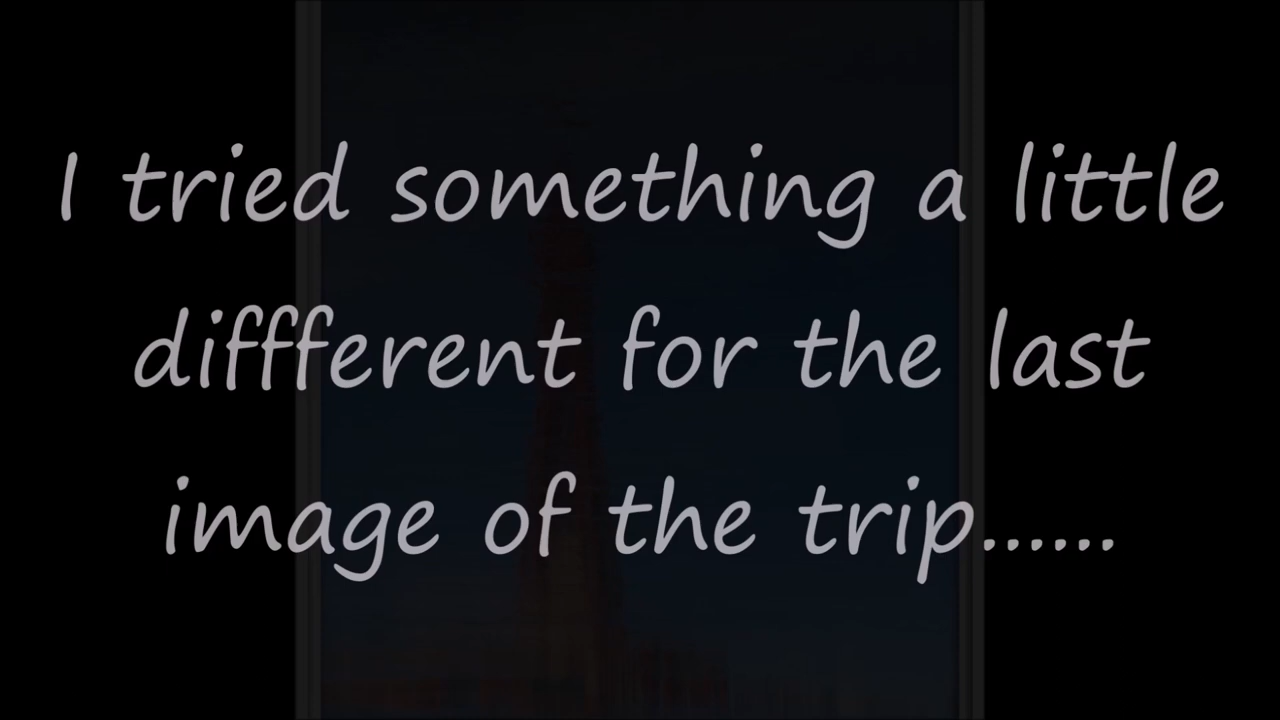 I tried something a little
diffferent for the last
image of the trip......